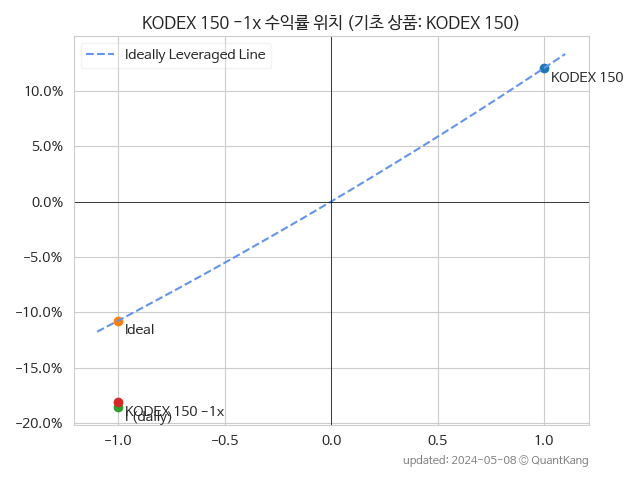 KODEX 150 -1x 수익률 위치 (기초 상품: KODEX 150)
Ideally Leveraged Line
KODEX 150
10.0%
5.0%
0.0%
-5.0%
-10.0%
Ideal
-15.0%
KODEX 150 -1x
I (daily)
-20.0%
-1.0 -0.5 0.0 0.5 1.0
updated: 2024-05-08 © QuantKang